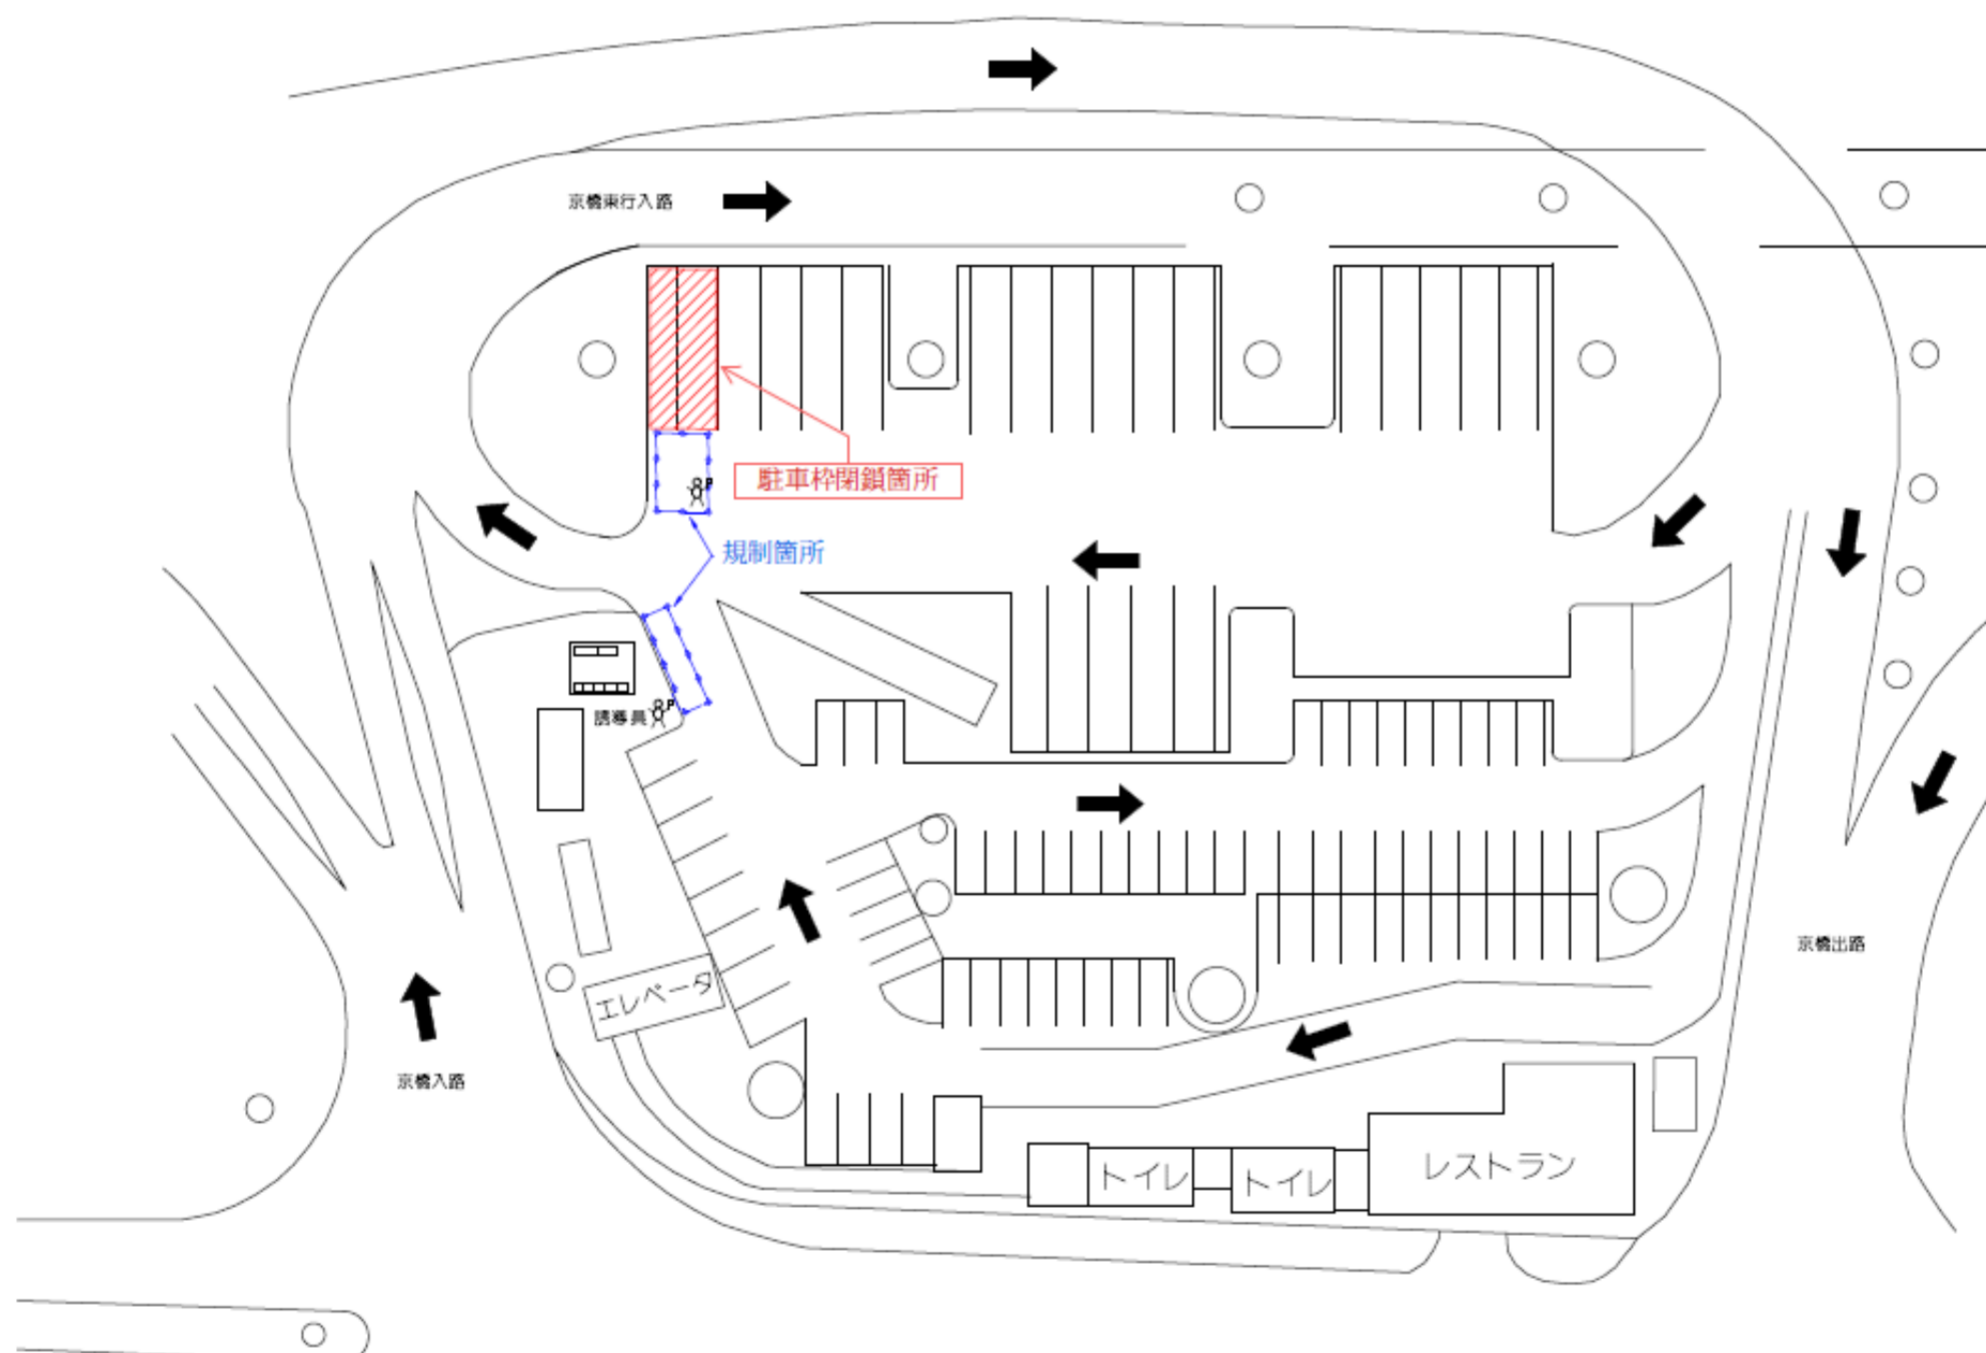 京橋東行入路
駐車枠閉鎖箇所
規制箇所
誘導員
京橋出路
エレベータ
京橋入路
トイレ
トイレ
レストラン